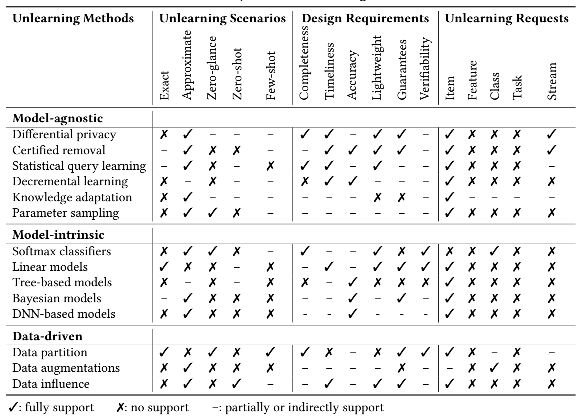 Unlearning Methods Unlearning Scenarios Design Requirements Unlearning Requests
Exact Approximate Zero-glance Zero-shot Few-shot Completeness Timeliness Accuracy Lightweight Guarantees Verifiability Item Feature Class Task Stream
Model-agnostic
Differential privacy ✗ ✓ – – – ✓ ✓ – ✓ ✓ – ✓ ✗ ✗ ✗ ✓
Certified removal – ✓ ✗ ✗ – – ✓ ✓ ✓ ✓ – ✓ ✗ ✗ ✗ ✓
Statistical query learning – ✓ ✗ – ✗ ✓ ✓ – ✓ – – ✓ ✗ ✗ ✗ –
Decremental learning ✗ – ✗ – – ✗ ✓ ✓ – – – ✓ ✗ ✗ ✗ ✗
Knowledge adaptation ✗ ✓ – – – – – – ✗ ✗ – ✓ – – – –
Parameter sampling ✗ ✓ ✓ ✗ – – – – – – – ✓ ✗ ✗ ✗ ✗
Model-intrinsic
Softmax classifiers ✗ ✓ ✓ ✗ – ✓ – – ✓ ✗ ✓ ✗ ✗ ✓ ✗ ✗
Linear models ✓ ✗ ✗ – ✗ – ✓ – ✓ ✓ ✓ ✓ ✗ ✗ ✗ ✗
Tree-based models ✗ – ✗ – ✗ ✗ – ✓ ✗ ✗ ✗ ✓ ✗ ✗ ✗ ✗
Bayesian models – ✓ ✗ ✗ ✗ – – ✓ – ✓ – ✓ ✗ ✗ ✗ ✗
DNN-based models ✗ ✓ ✗ ✗ ✗ - - ✓ - - - ✓ ✗ ✗ ✗ ✗
Data-driven
Data partition ✓ ✗ ✓ ✗ ✓ ✓ ✗ – ✗ ✓ ✓ ✓ – ✗ – ✗
Data augmentations ✗ ✓ ✗ ✗ ✗ – – – – ✗ – ✗ ✗ ✓ ✗ ✗
Data influence ✗ ✓ ✗ ✓ – – ✓ – ✓ ✓ – ✓ ✗ ✗ ✗ ✗
✓: fully support ✗: no support –: partially or indirectly support